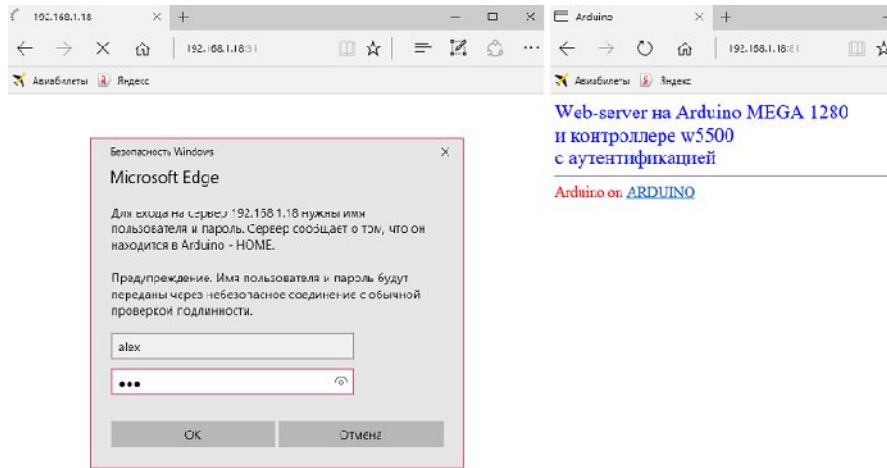 192.168.1.18
192.168.1.18:81
Авиабилеты Яндекс
Безопасность Windows
Microsoft Edge
Для входа на сервер 192.168.1.18 нужны имя
пользователя и пароль. Сервер сообщает о том, что он
находится в Arduino - HOME.
Предупреждение. Имя пользователя и пароль будут
переданы через небезопасное соединение с обычной
проверкой подлинности.
alex
OK Отмена
Arduino
192.168.1.18:81
Авиабилеты Яндекс
Web-server на Arduino MEGA 1280
и контроллере w5500
с аутентификацией
Arduino on ARDUINO